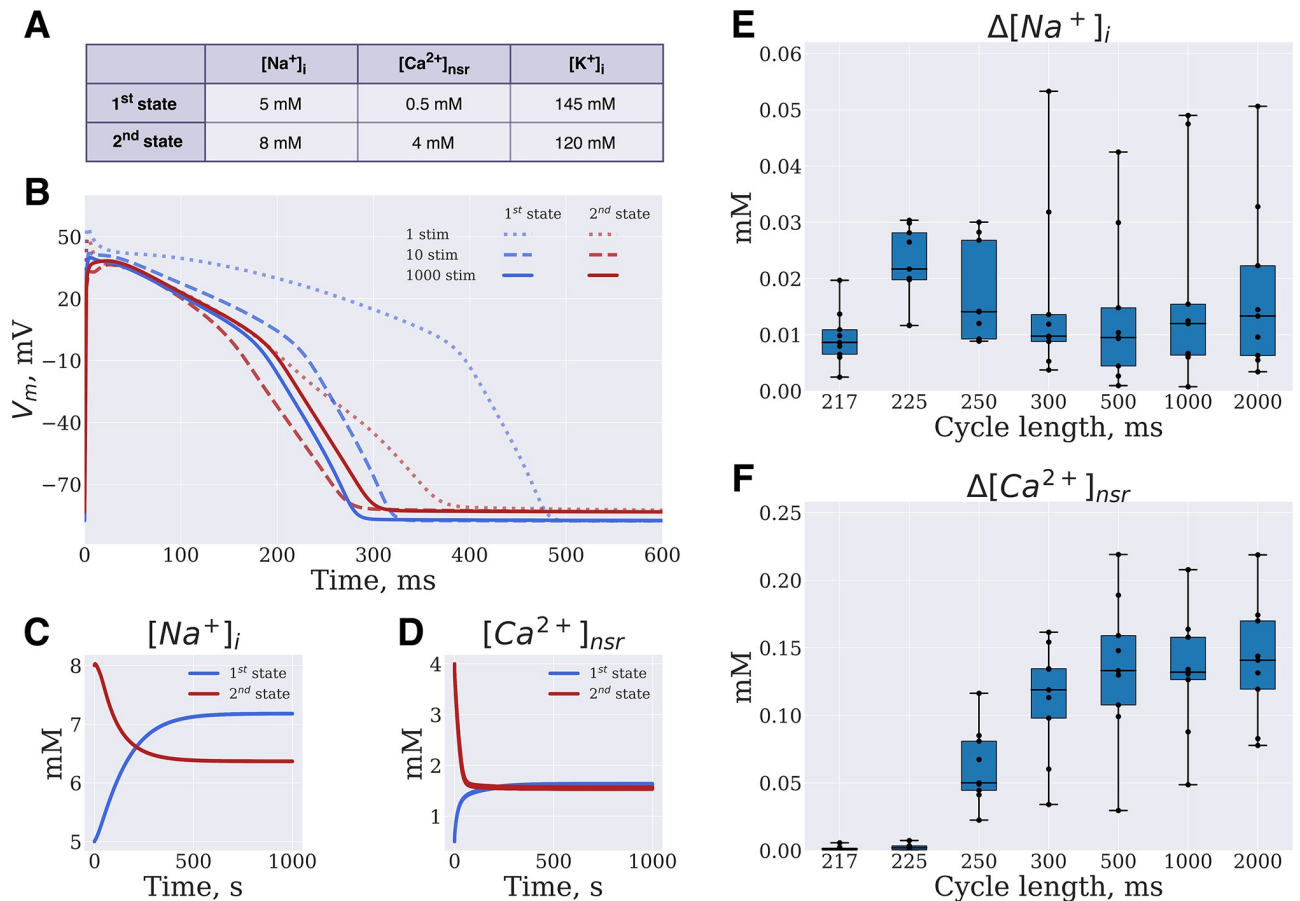 A
[Na⁺]ᵢ [Ca²⁺]nsr [K⁺]ᵢ
1st state 5 mM 0.5 mM 145 mM
2nd state 8 mM 4 mM 120 mM
B
1st state 2nd state
1 stim
10 stim
1000 stim
50
20
−10
−40
−70
Vm, mV
0 100 200 300 400 500 600
Time, ms
C
[Na⁺]ᵢ
1st state
2nd state
8
7
6
5
mM
0 500 1000
Time, s
D
[Ca²⁺]nsr
1st state
2nd state
4
3
2
1
mM
0 500 1000
Time, s
E
Δ[Na⁺]ᵢ
0.06
0.05
0.04
0.03
0.02
0.01
0.00
mM
217 225 250 300 500 1000 2000
Cycle length, ms
F
Δ[Ca²⁺]nsr
0.25
0.20
0.15
0.10
0.05
0.00
mM
217 225 250 300 500 1000 2000
Cycle length, ms